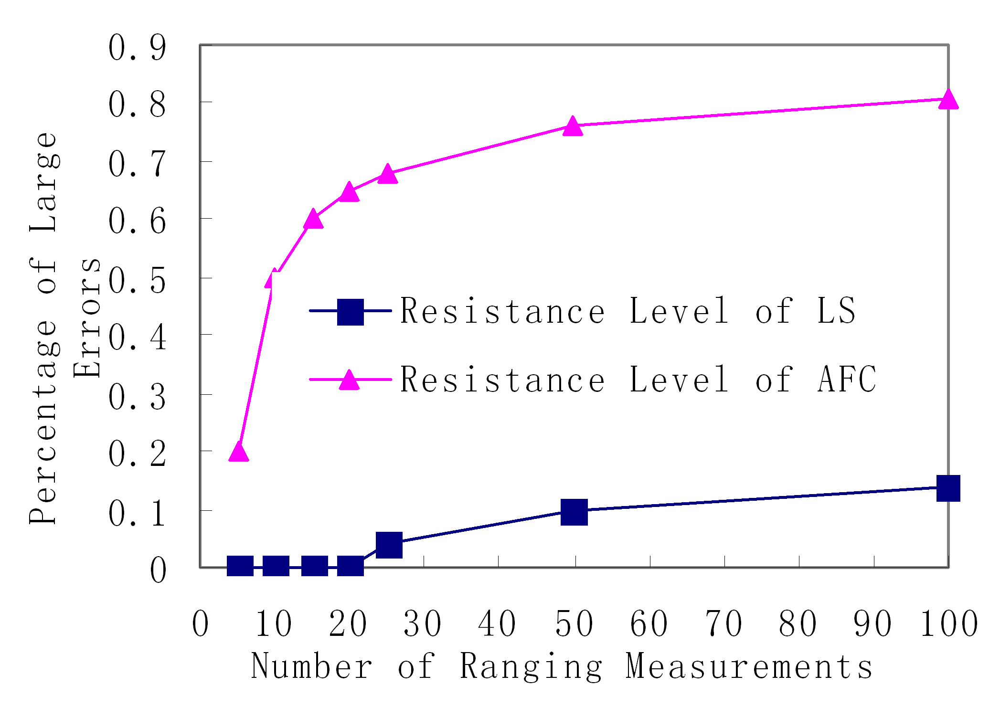 0.9
0.8
0.7
0.6
0.5
0.4
0.3
0.2
0.1
0
Percentage of Large
Errors
Resistance Level of LS
Resistance Level of AFC
0 10 20 30 40 50 60 70 80 90 100
Number of Ranging Measurements